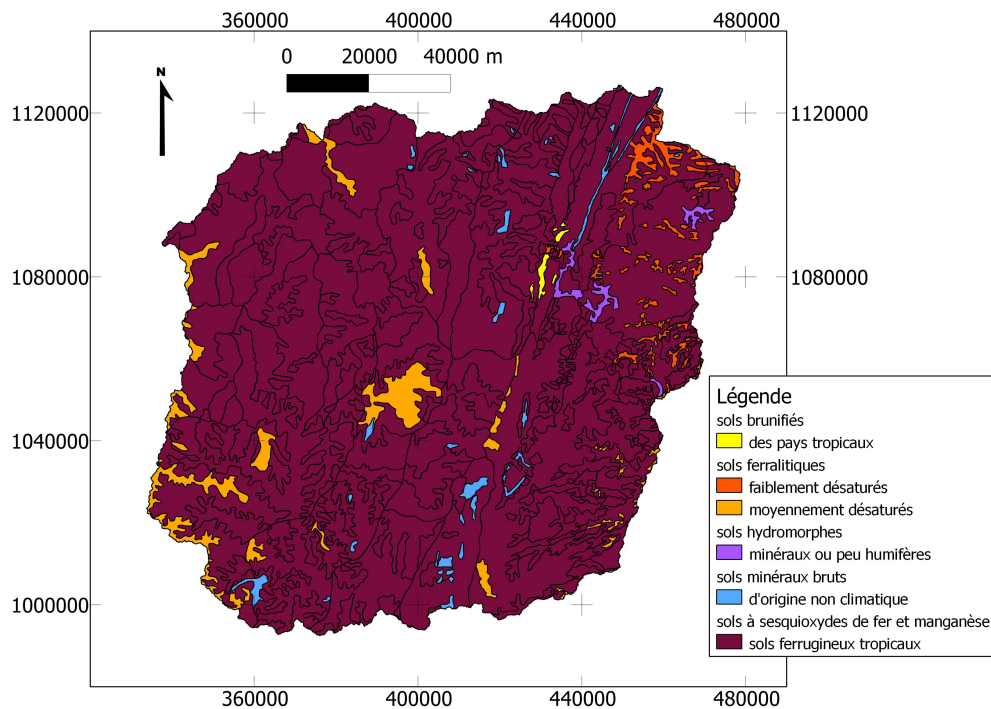 360000 400000 440000 480000
0 20000 40000 m
N
1120000 1120000
1080000 1080000
1040000
1000000
360000 400000 440000 480000
Légende
sols brunifiés
des pays tropicaux
sols ferralitiques
faiblement désaturés
moyennement désaturés
sols hydromorphes
minéraux ou peu humifères
sols minéraux bruts
d'origine non climatique
sols à sesquioxydes de fer et manganèse
sols ferrugineux tropicaux